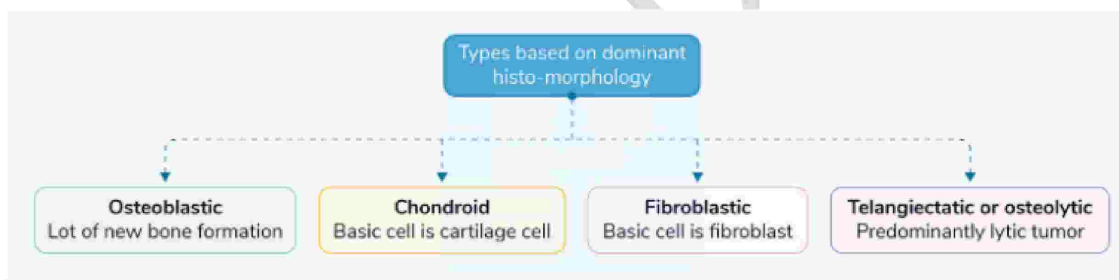 Types based on dominant
histo-morphology
Osteoblastic
Lot of new bone formation
Chondroid
Basic cell is cartilage cell
Fibroblastic
Basic cell is fibroblast
Telangiectatic or osteolytic
Predominantly lytic tumor